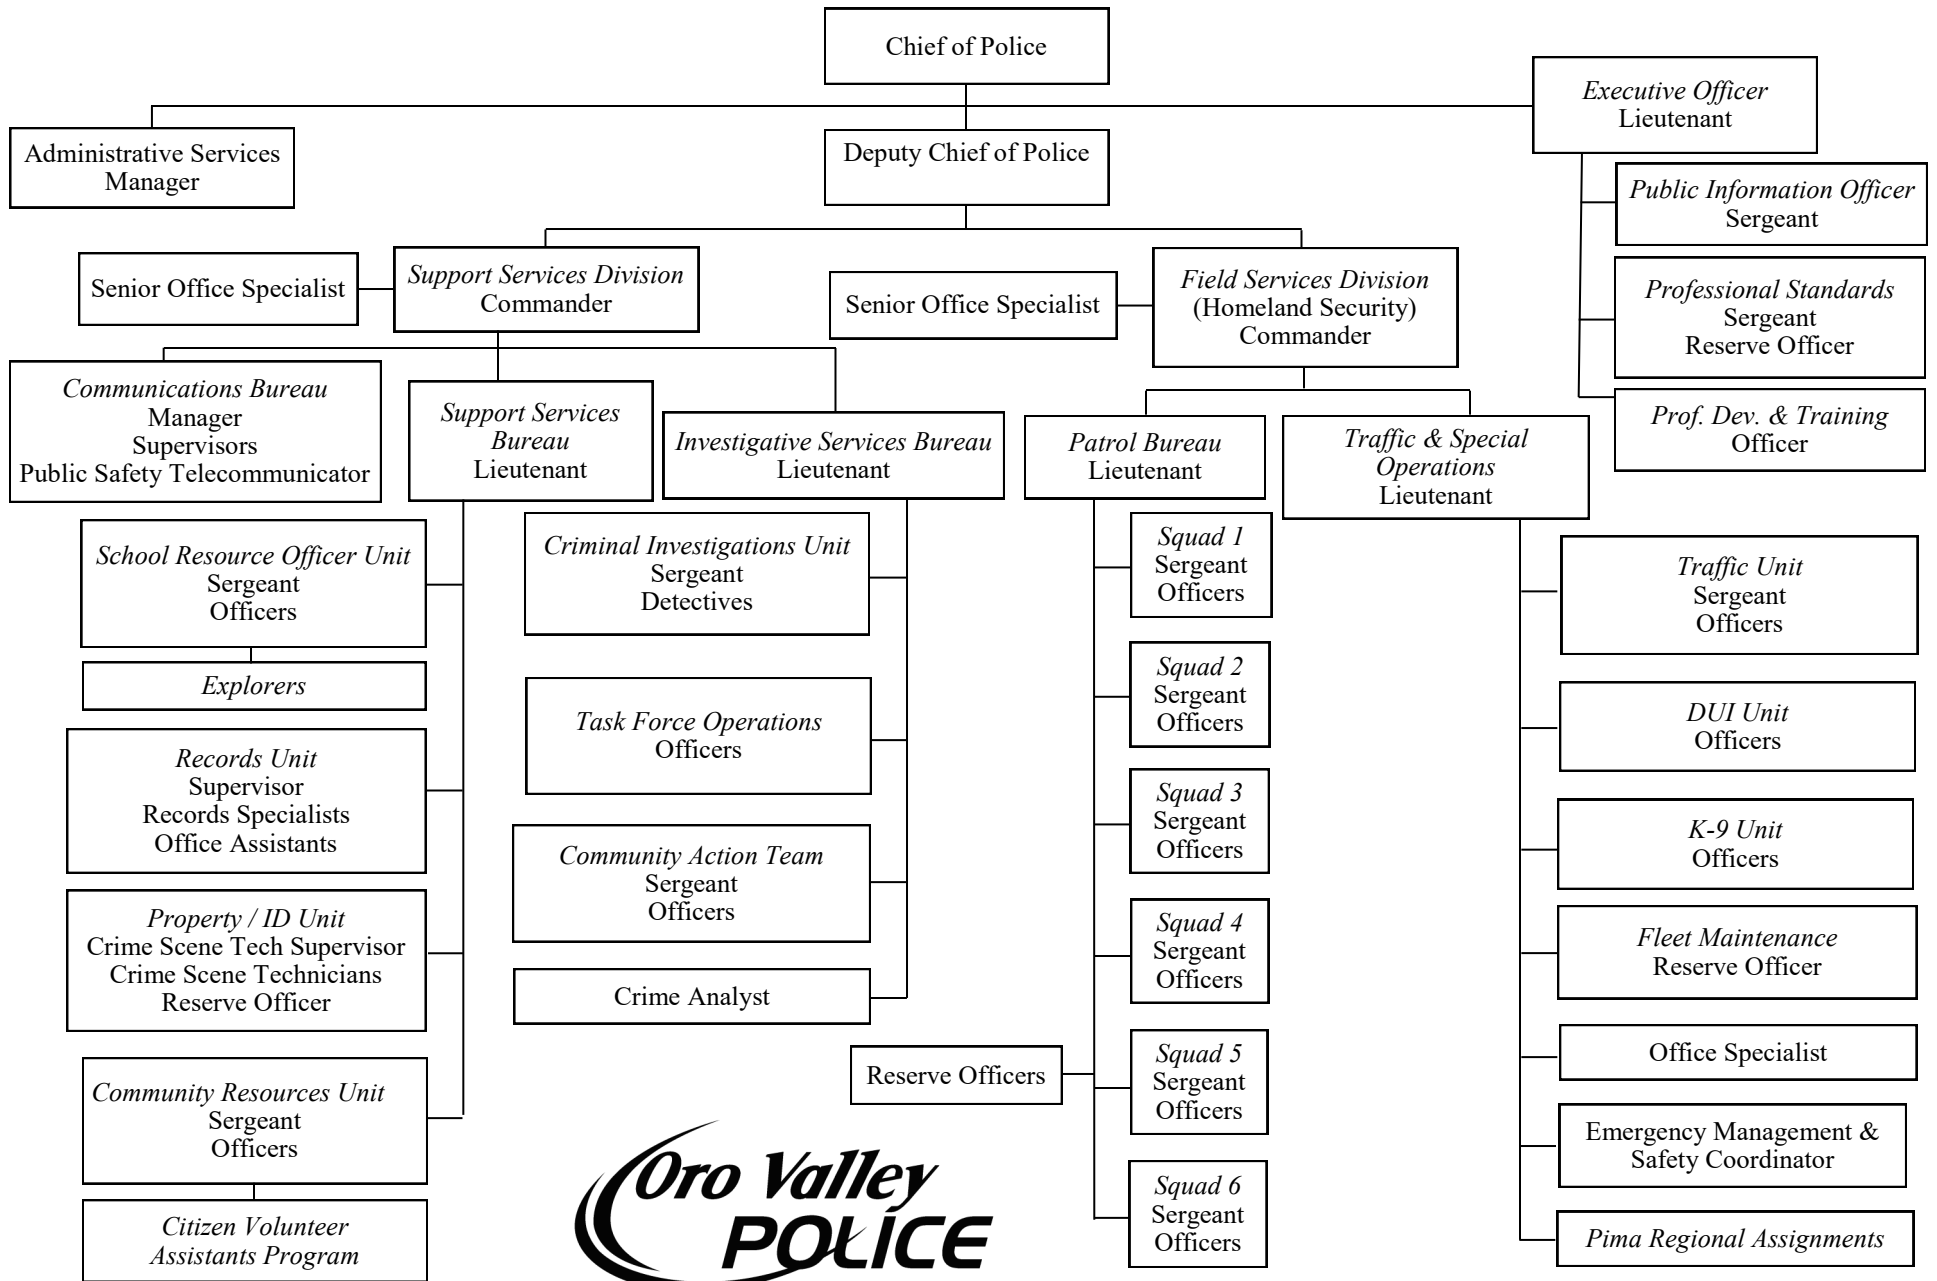 Chief of Police
Executive Officer
Lieutenant
Administrative Services
Manager
Deputy Chief of Police
Public Information Officer
Sergeant
Professional Standards
Sergeant
Reserve Officer
Prof. Dev. & Training
Officer
Senior Office Specialist
Support Services Division
Commander
Senior Office Specialist
Field Services Division
(Homeland Security)
Commander
Communications Bureau
Manager
Supervisors
Public Safety Telecommunicator
Support Services
Bureau
Lieutenant
Investigative Services Bureau
Lieutenant
Patrol Bureau
Lieutenant
Traffic & Special
Operations
Lieutenant
School Resource Officer Unit
Sergeant
Officers
Explorers
Records Unit
Supervisor
Records Specialists
Office Assistants
Property / ID Unit
Crime Scene Tech Supervisor
Crime Scene Technicians
Reserve Officer
Community Resources Unit
Sergeant
Officers
Citizen Volunteer
Assistants Program
Criminal Investigations Unit
Sergeant
Detectives
Task Force Operations
Officers
Community Action Team
Sergeant
Officers
Crime Analyst
Reserve Officers
Squad 1
Sergeant
Officers
Squad 2
Sergeant
Officers
Squad 3
Sergeant
Officers
Squad 4
Sergeant
Officers
Squad 5
Sergeant
Officers
Squad 6
Sergeant
Officers
Traffic Unit
Sergeant
Officers
DUI Unit
Officers
K-9 Unit
Officers
Fleet Maintenance
Reserve Officer
Office Specialist
Emergency Management &
Safety Coordinator
Pima Regional Assignments
Oro Valley
POLICE